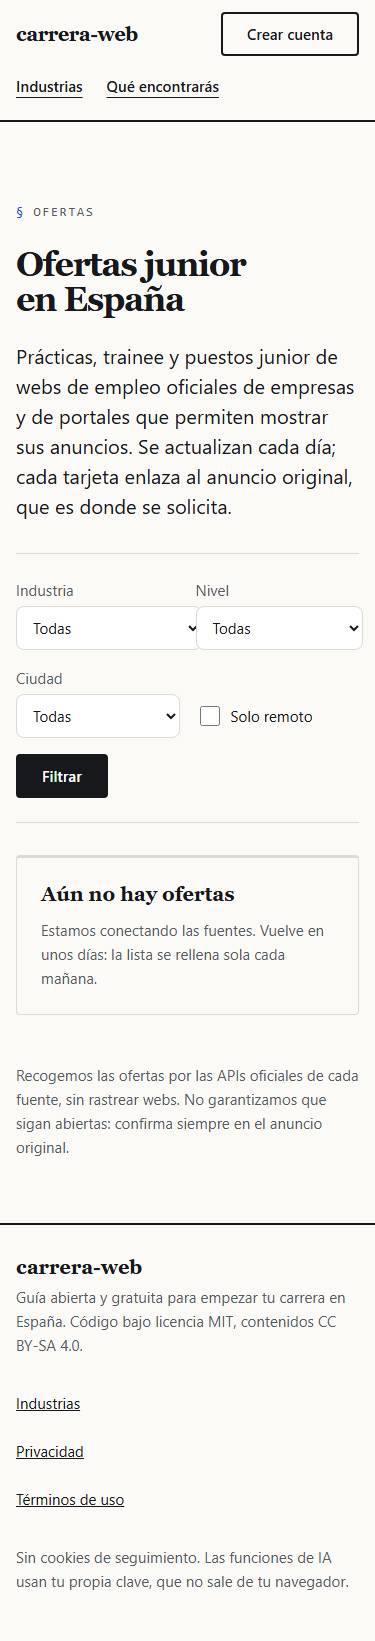 carrera-web
Crear cuenta
Industrias Qué encontrarás
§ OFERTAS
Ofertas junior
en España
Prácticas, trainee y puestos junior de
webs de empleo oficiales de empresas
y de portales que permiten mostrar
sus anuncios. Se actualizan cada día;
cada tarjeta enlaza al anuncio original,
que es donde se solicita.
Industria Nivel
Todas Todas
Ciudad
Todas Solo remoto
Filtrar
Aún no hay ofertas
Estamos conectando las fuentes. Vuelve en
unos días: la lista se rellena sola cada
mañana.
Recogemos las ofertas por las APIs oficiales de cada
fuente, sin rastrear webs. No garantizamos que
sigan abiertas: confirma siempre en el anuncio
original.
carrera-web
Guía abierta y gratuita para empezar tu carrera en
España. Código bajo licencia MIT, contenidos CC
BY-SA 4.0.
Industrias
Privacidad
Términos de uso
Sin cookies de seguimiento. Las funciones de IA
usan tu propia clave, que no sale de tu navegador.